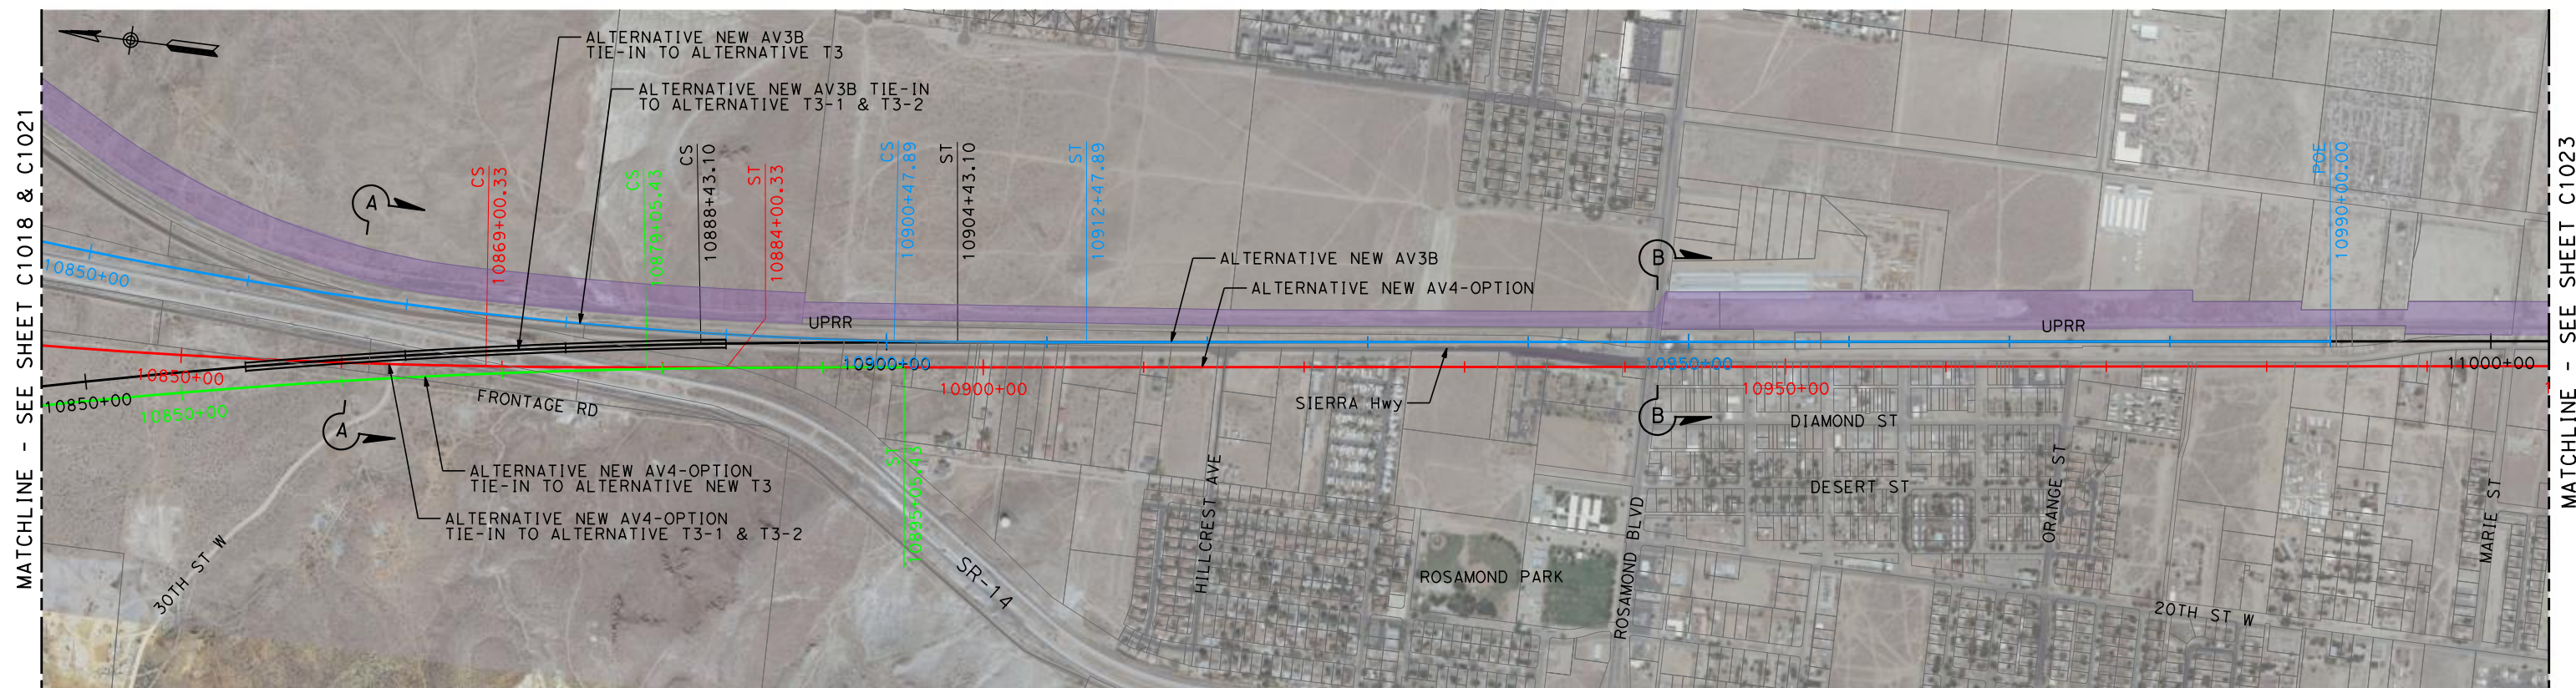 MATCHLINE - SEE SHEET C1018 & C1021
ALTERNATIVE NEW AV3B
TIE-IN TO ALTERNATIVE T3
ALTERNATIVE NEW AV3B TIE-IN
TO ALTERNATIVE T3-1 & T3-2
A
CS
10869+00.33
CS
10879+05.43
CS
10888+43.10
ST
10884+00.33
CS
10900+47.89
ST
10904+43.10
ST
10912+47.89
POE
10990+00.00
B
ALTERNATIVE NEW AV3B
ALTERNATIVE NEW AV4-OPTION
10850+00
UPRR
UPRR
10850+00
10850+00
10850+00
10900+00
10900+00
10950+00
10950+00
11000+00
FRONTAGE RD
SIERRA Hwy
A
B
DIAMOND ST
ALTERNATIVE NEW AV4-OPTION
TIE-IN TO ALTERNATIVE NEW T3
ALTERNATIVE NEW AV4-OPTION
TIE-IN TO ALTERNATIVE T3-1 & T3-2
ST
10895+05.43
DESERT ST
30TH ST W
SR-14
HILLCREST AVE
ROSAMOND PARK
ROSAMOND BLVD
ORANGE ST
20TH ST W
MARIE ST
MATCHLINE - SEE SHEET C1023